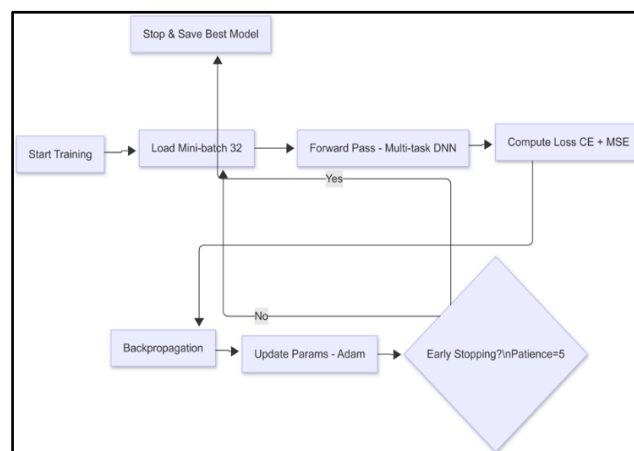 Stop & Save Best Model
Start Training
Load Mini-batch 32
Forward Pass - Multi-task DNN
Compute Loss CE + MSE
Yes
No
Backpropagation
Update Params - Adam
Early Stopping?\nPatience=5